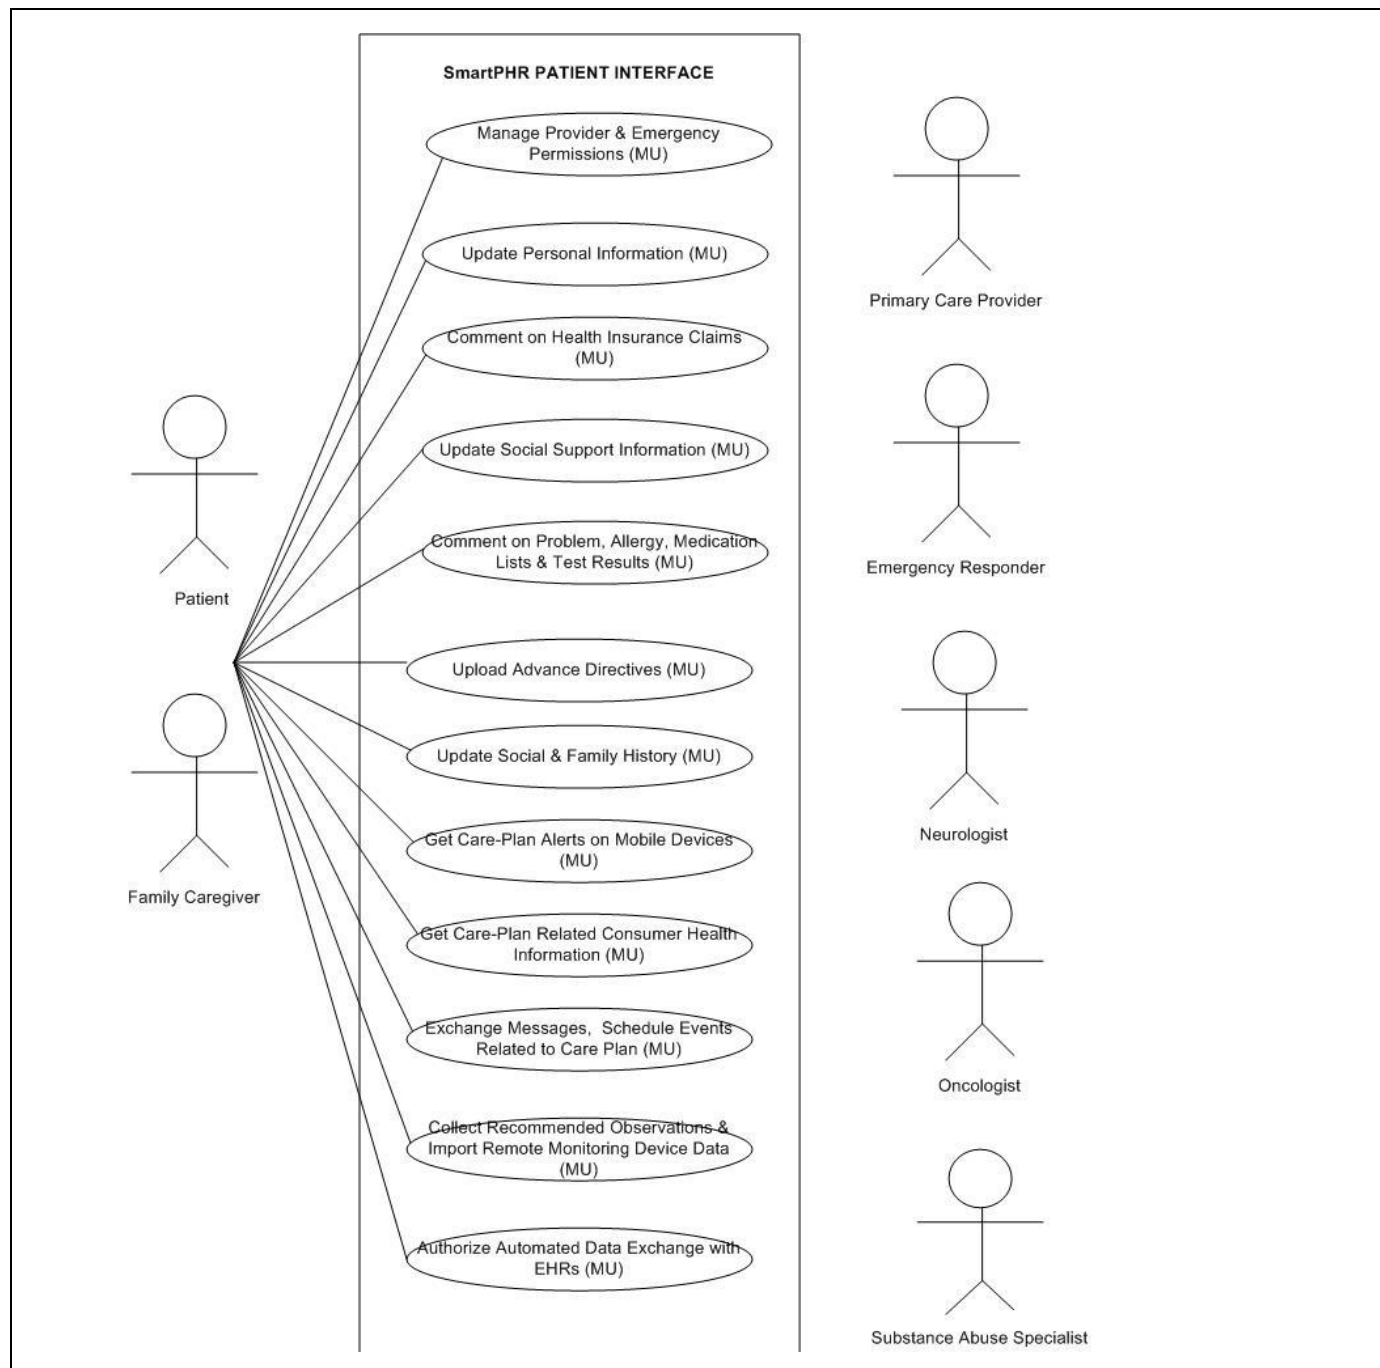 SmartPHR PATIENT INTERFACE
Manage Provider & Emergency
Permissions (MU)
Update Personal Information (MU)
Comment on Health Insurance Claims
(MU)
Update Social Support Information (MU)
Comment on Problem, Allergy, Medication
Lists & Test Results (MU)
Upload Advance Directives (MU)
Update Social & Family History (MU)
Get Care-Plan Alerts on Mobile Devices
(MU)
Get Care-Plan Related Consumer Health
Information (MU)
Exchange Messages,  Schedule Events
Related to Care Plan (MU)
Collect Recommended Observations &
Import Remote Monitoring Device Data
(MU)
Authorize Automated Data Exchange with
EHRs (MU)
Patient
Family Caregiver
Primary Care Provider
Emergency Responder
Neurologist
Oncologist
Substance Abuse Specialist